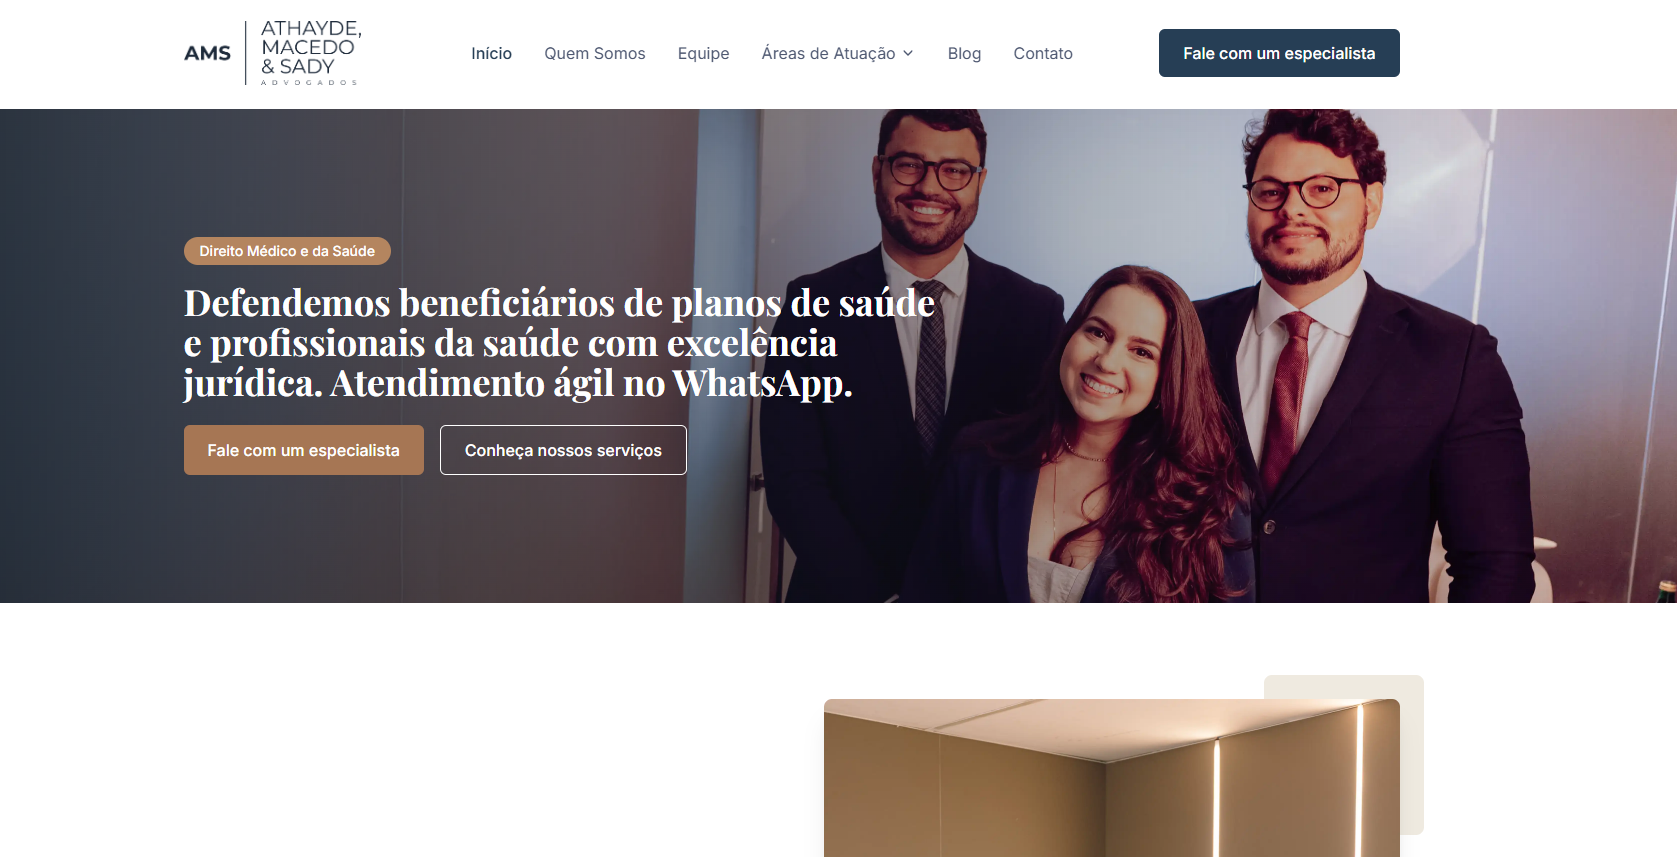 AMS
ATHAYDE,
MACEDO
& SADY
ADVOGADOS
Início
Quem Somos
Equipe
Áreas de Atuação
Blog
Contato
Fale com um especialista
Direito Médico e da Saúde
Defendemos beneficiários de planos de saúde
e profissionais da saúde com excelência
jurídica. Atendimento ágil no WhatsApp.
Fale com um especialista
Conheça nossos serviços